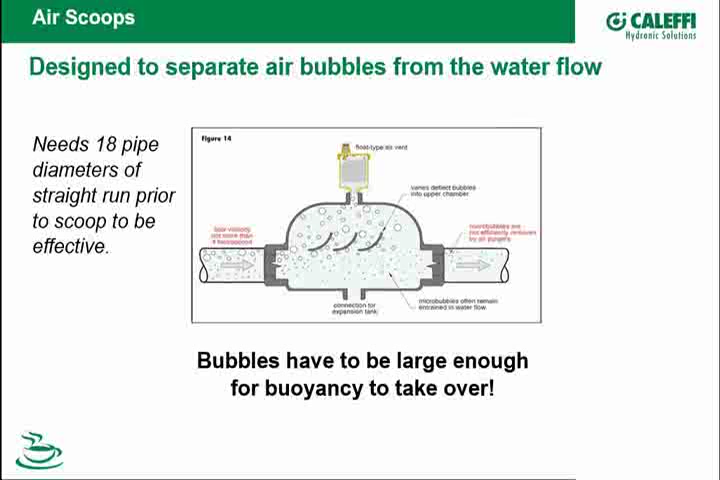 Air Scoops
CALEFFI
Hydronic Solutions
Designed to separate air bubbles from the water flow
Needs 18 pipe
diameters of
straight run prior
to scoop to be
effective.
Figure 14
float-type air vent
vanes deflect bubbles
into upper chamber
flow velocity
not more than
4 feet/second
microbubbles are
not efficiently removed
by air purgers
connection for
expansion tank
microbubbles often remain
entrained in water flow.
Bubbles have to be large enough
for buoyancy to take over!